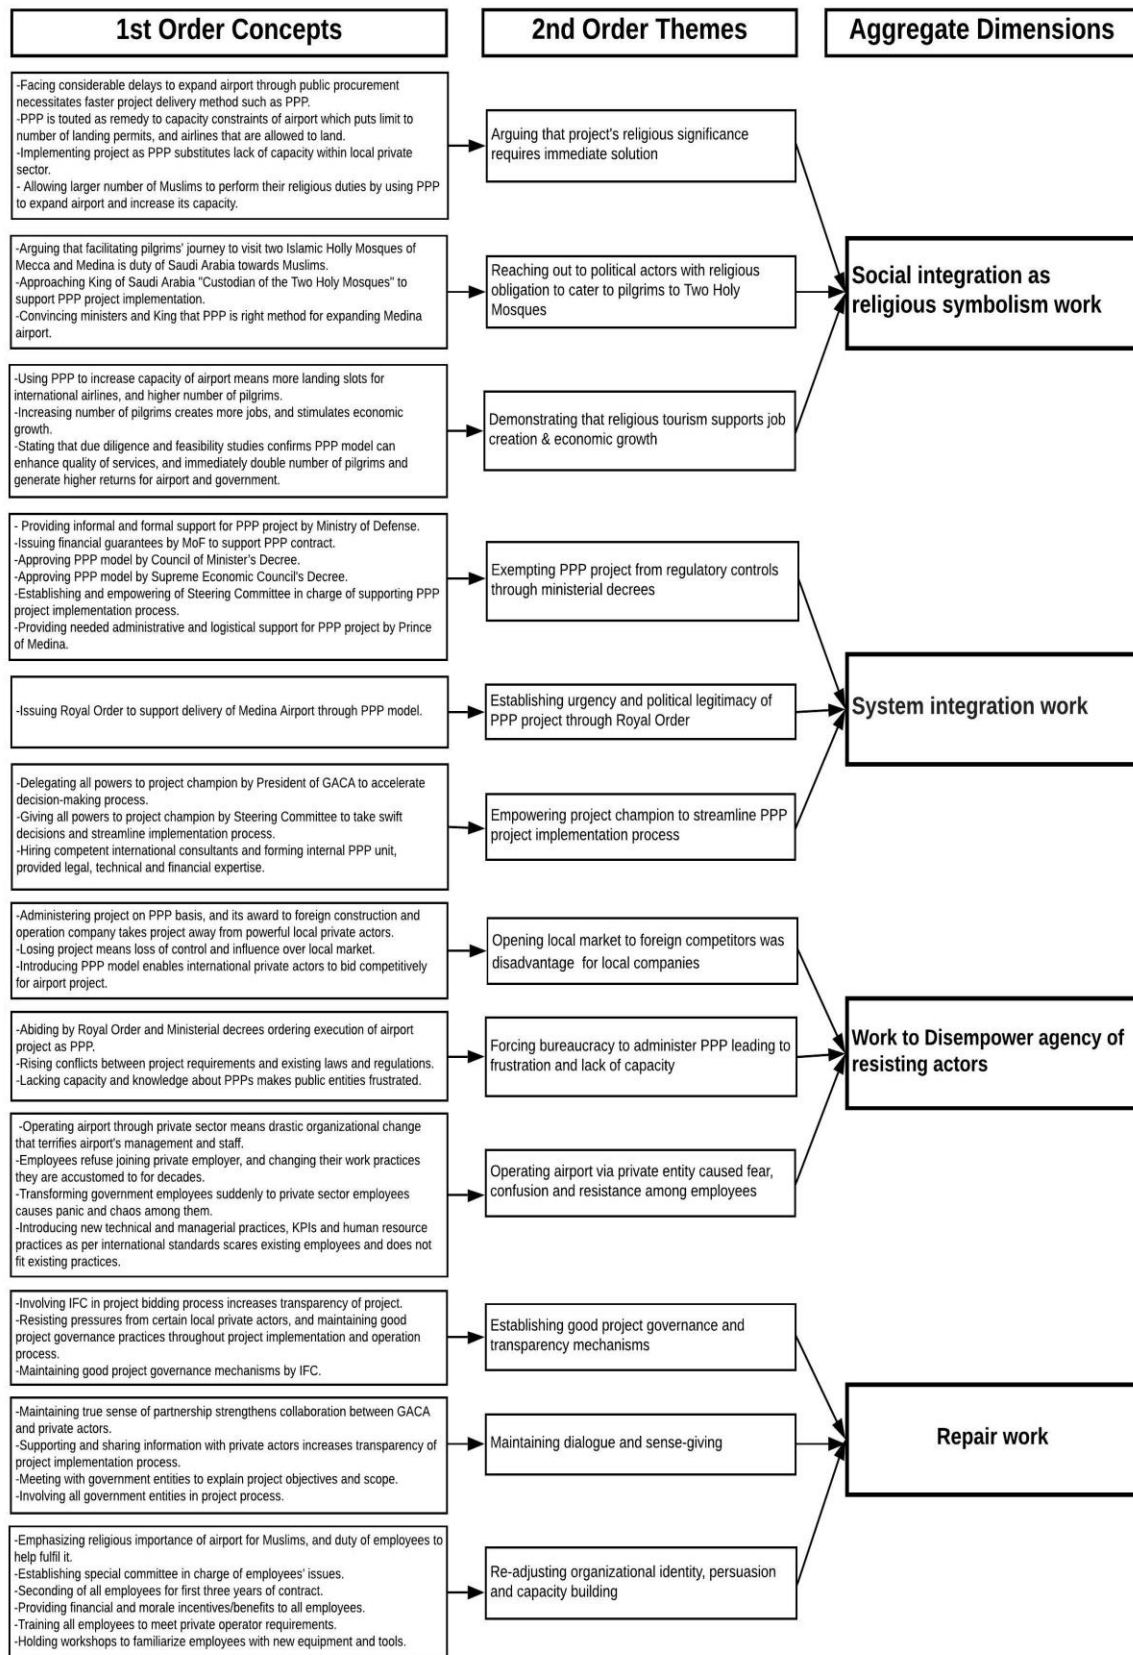 1st Order Concepts
2nd Order Themes
Aggregate Dimensions
-Facing considerable delays to expand airport through public procurement
necessitates faster project delivery method such as PPP.
-PPP is touted as remedy to capacity constraints of airport which puts limit to
number of landing permits, and airlines that are allowed to land.
-Implementing project as PPP substitutes lack of capacity within local private
sector.
- Allowing larger number of Muslims to perform their religious duties by using PPP
to expand airport and increase its capacity.
Arguing that project's religious significance
requires immediate solution
-Arguing that facilitating pilgrims' journey to visit two Islamic Holly Mosques of
Mecca and Medina is duty of Saudi Arabia towards Muslims.
-Approaching King of Saudi Arabia "Custodian of the Two Holy Mosques" to
support PPP project implementation.
-Convincing ministers and King that PPP is right method for expanding Medina
airport.
Reaching out to political actors with religious
obligation to cater to pilgrims to Two Holy
Mosques
Social integration as
religious symbolism work
-Using PPP to increase capacity of airport means more landing slots for
international airlines, and higher number of pilgrims.
-Increasing number of pilgrims creates more jobs, and stimulates economic
growth.
-Stating that due diligence and feasibility studies confirms PPP model can
enhance quality of services, and immediately double number of pilgrims and
generate higher returns for airport and government.
Demonstrating that religious tourism supports job
creation & economic growth
- Providing informal and formal support for PPP project by Ministry of Defense.
-Issuing financial guarantees by MoF to support PPP contract.
-Approving PPP model by Council of Minister's Decree.
-Approving PPP model by Supreme Economic Council's Decree.
-Establishing and empowering of Steering Committee in charge of supporting PPP
project implementation process.
-Providing needed administrative and logistical support for PPP project by Prince
of Medina.
Exempting PPP project from regulatory controls
through ministerial decrees
-Issuing Royal Order to support delivery of Medina Airport through PPP model.
Establishing urgency and political legitimacy of
PPP project through Royal Order
System integration work
-Delegating all powers to project champion by President of GACA to accelerate
decision-making process.
-Giving all powers to project champion by Steering Committee to take swift
decisions and streamline implementation process.
-Hiring competent international consultants and forming internal PPP unit,
provided legal, technical and financial expertise.
Empowering project champion to streamline PPP
project implementation process
-Administering project on PPP basis, and its award to foreign construction and
operation company takes project away from powerful local private actors.
-Losing project means loss of control and influence over local market.
-Introducing PPP model enables international private actors to bid competitively
for airport project.
Opening local market to foreign competitors was
disadvantage for local companies
-Abiding by Royal Order and Ministerial decrees ordering execution of airport
project as PPP.
-Rising conflicts between project requirements and existing laws and regulations.
-Lacking capacity and knowledge about PPPs makes public entities frustrated.
Forcing bureaucracy to administer PPP leading to
frustration and lack of capacity
Work to Disempower agency of
resisting actors
-Operating airport through private sector means drastic organizational change
that terrifies airport's management and staff.
-Employees refuse joining private employer, and changing their work practices
they are accustomed to for decades.
-Transforming government employees suddenly to private sector employees
causes panic and chaos among them.
-Introducing new technical and managerial practices, KPIs and human resource
practices as per international standards scares existing employees and does not
fit existing practices.
Operating airport via private entity caused fear,
confusion and resistance among employees
-Involving IFC in project bidding process increases transparency of project.
-Resisting pressures from certain local private actors, and maintaining good
project governance practices throughout project implementation and operation
process.
-Maintaining good project governance mechanisms by IFC.
Establishing good project governance and
transparency mechanisms
-Maintaining true sense of partnership strengthens collaboration between GACA
and private actors.
-Supporting and sharing information with private actors increases transparency of
project implementation process.
-Meeting with government entities to explain project objectives and scope.
-Involving all government entities in project process.
Maintaining dialogue and sense-giving
Repair work
-Emphasizing religious importance of airport for Muslims, and duty of employees to
help fulfil it.
-Establishing special committee in charge of employees' issues.
-Seconding of all employees for first three years of contract.
-Providing financial and morale incentives/benefits to all employees.
-Training all employees to meet private operator requirements.
-Holding workshops to familiarize employees with new equipment and tools.
Re-adjusting organizational identity, persuasion
and capacity building